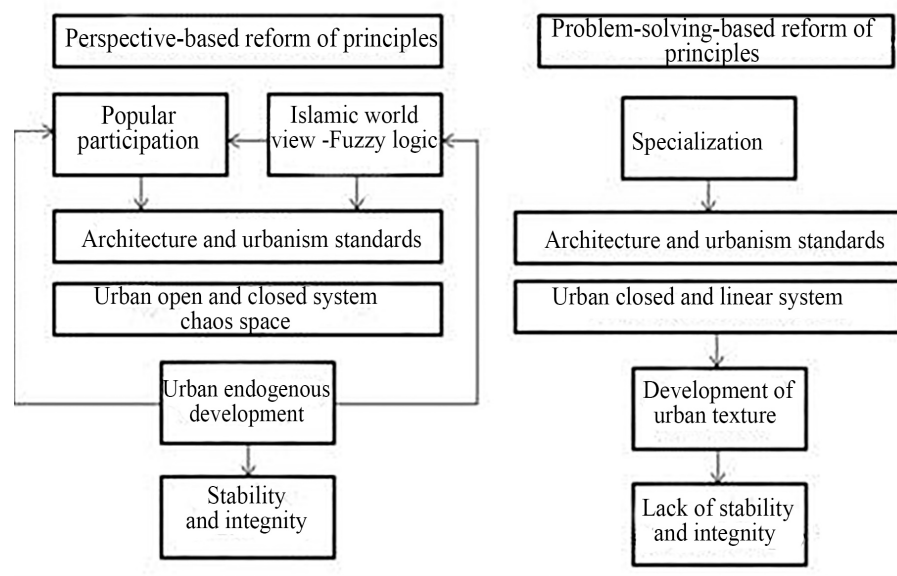 Perspective-based reform of principles
Popular
participation
Islamic world
view -Fuzzy logic
Architecture and urbanism standards
Urban open and closed system
chaos space
Urban endogenous
development
Stability
and integnity
Problem-solving-based reform of
principles
Specialization
Architecture and urbanism standards
Urban closed and linear system
Development of
urban texture
Lack of stability
and integnity